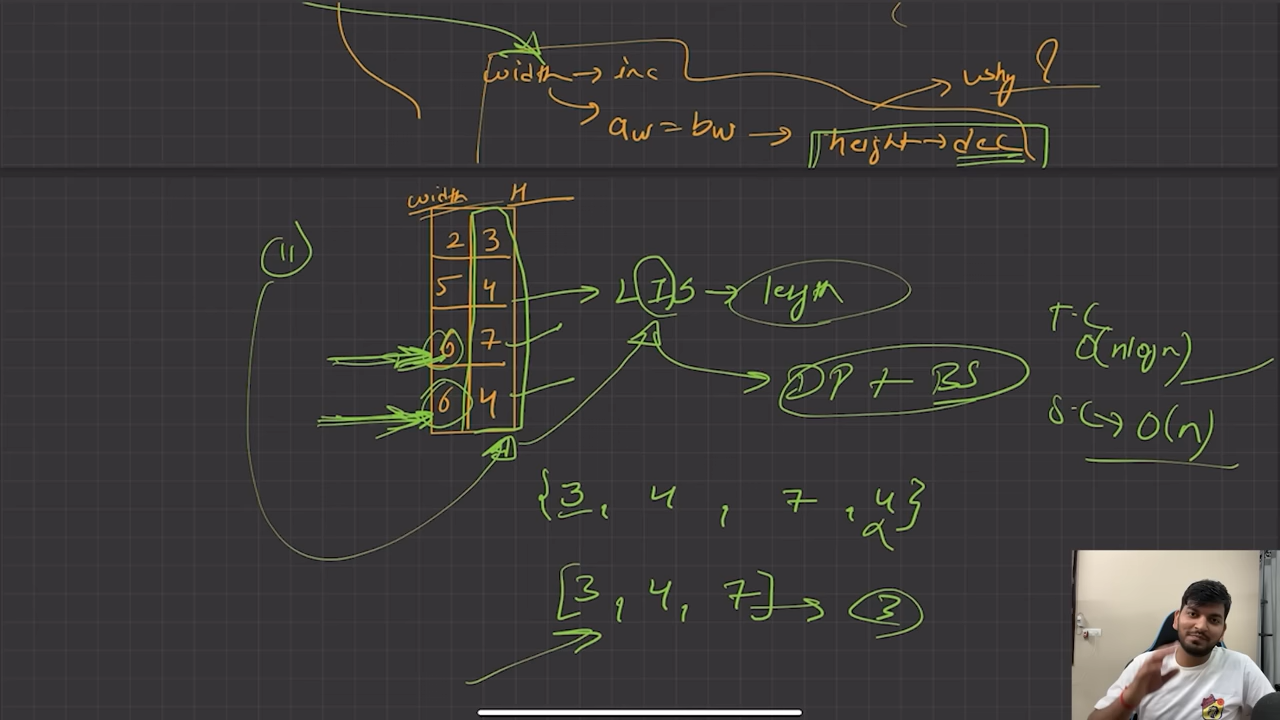 width → inc
why ?
aw = bw → height → dec
width H
2 3
5 4
6 7
6 4
(11)
LIS → length
DP + BS
T.C
O(nlogn)
S.C → O(n)
{3, 4, 7, 4}
[3, 4, 7] → 3